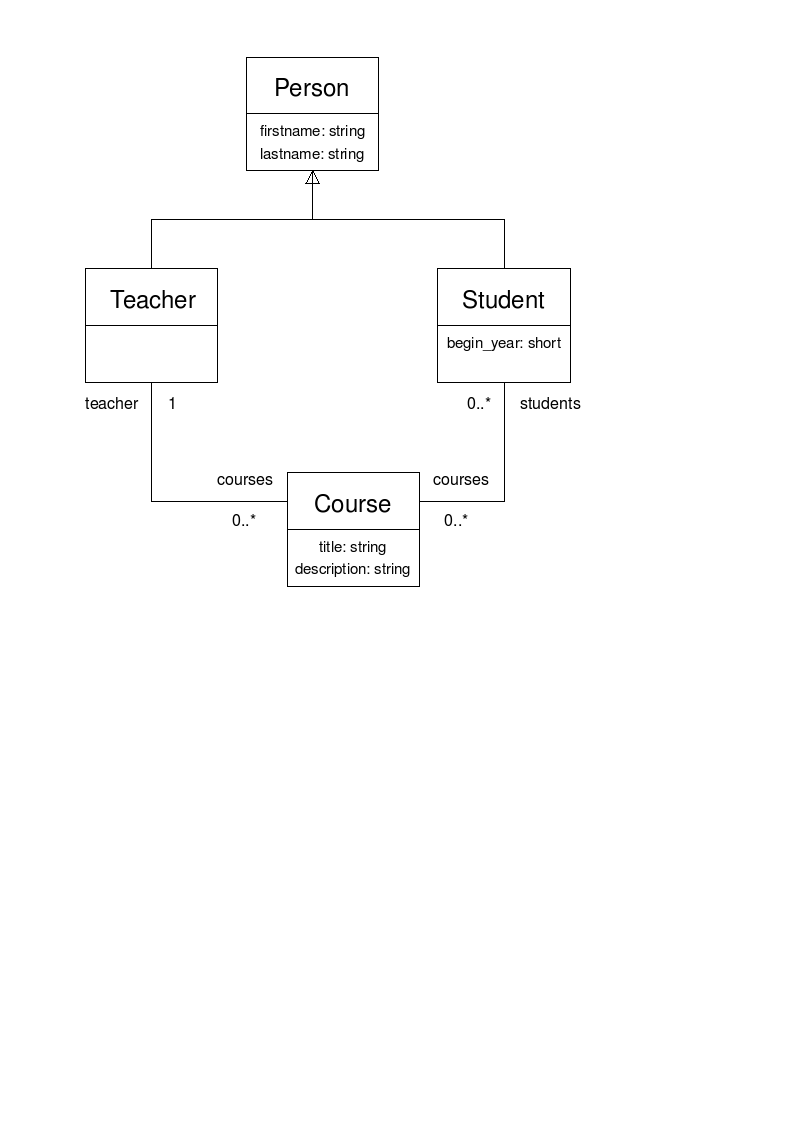 Person
firstname: string
lastname: string
Teacher
Student
begin_year: short
teacher 1
0..* students
courses
courses
Course
0..*
0..*
title: string
description: string